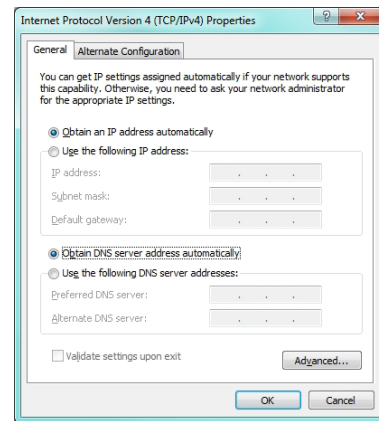 Internet Protocol Version 4 (TCP/IPv4) Properties
General
Alternate Configuration
You can get IP settings assigned automatically if your network supports
this capability. Otherwise, you need to ask your network administrator
for the appropriate IP settings.
Obtain an IP address automatically
Use the following IP address:
IP address:
Subnet mask:
Default gateway:
Obtain DNS server address automatically
Use the following DNS server addresses:
Preferred DNS server:
Alternate DNS server:
Validate settings upon exit
Advanced...
OK
Cancel